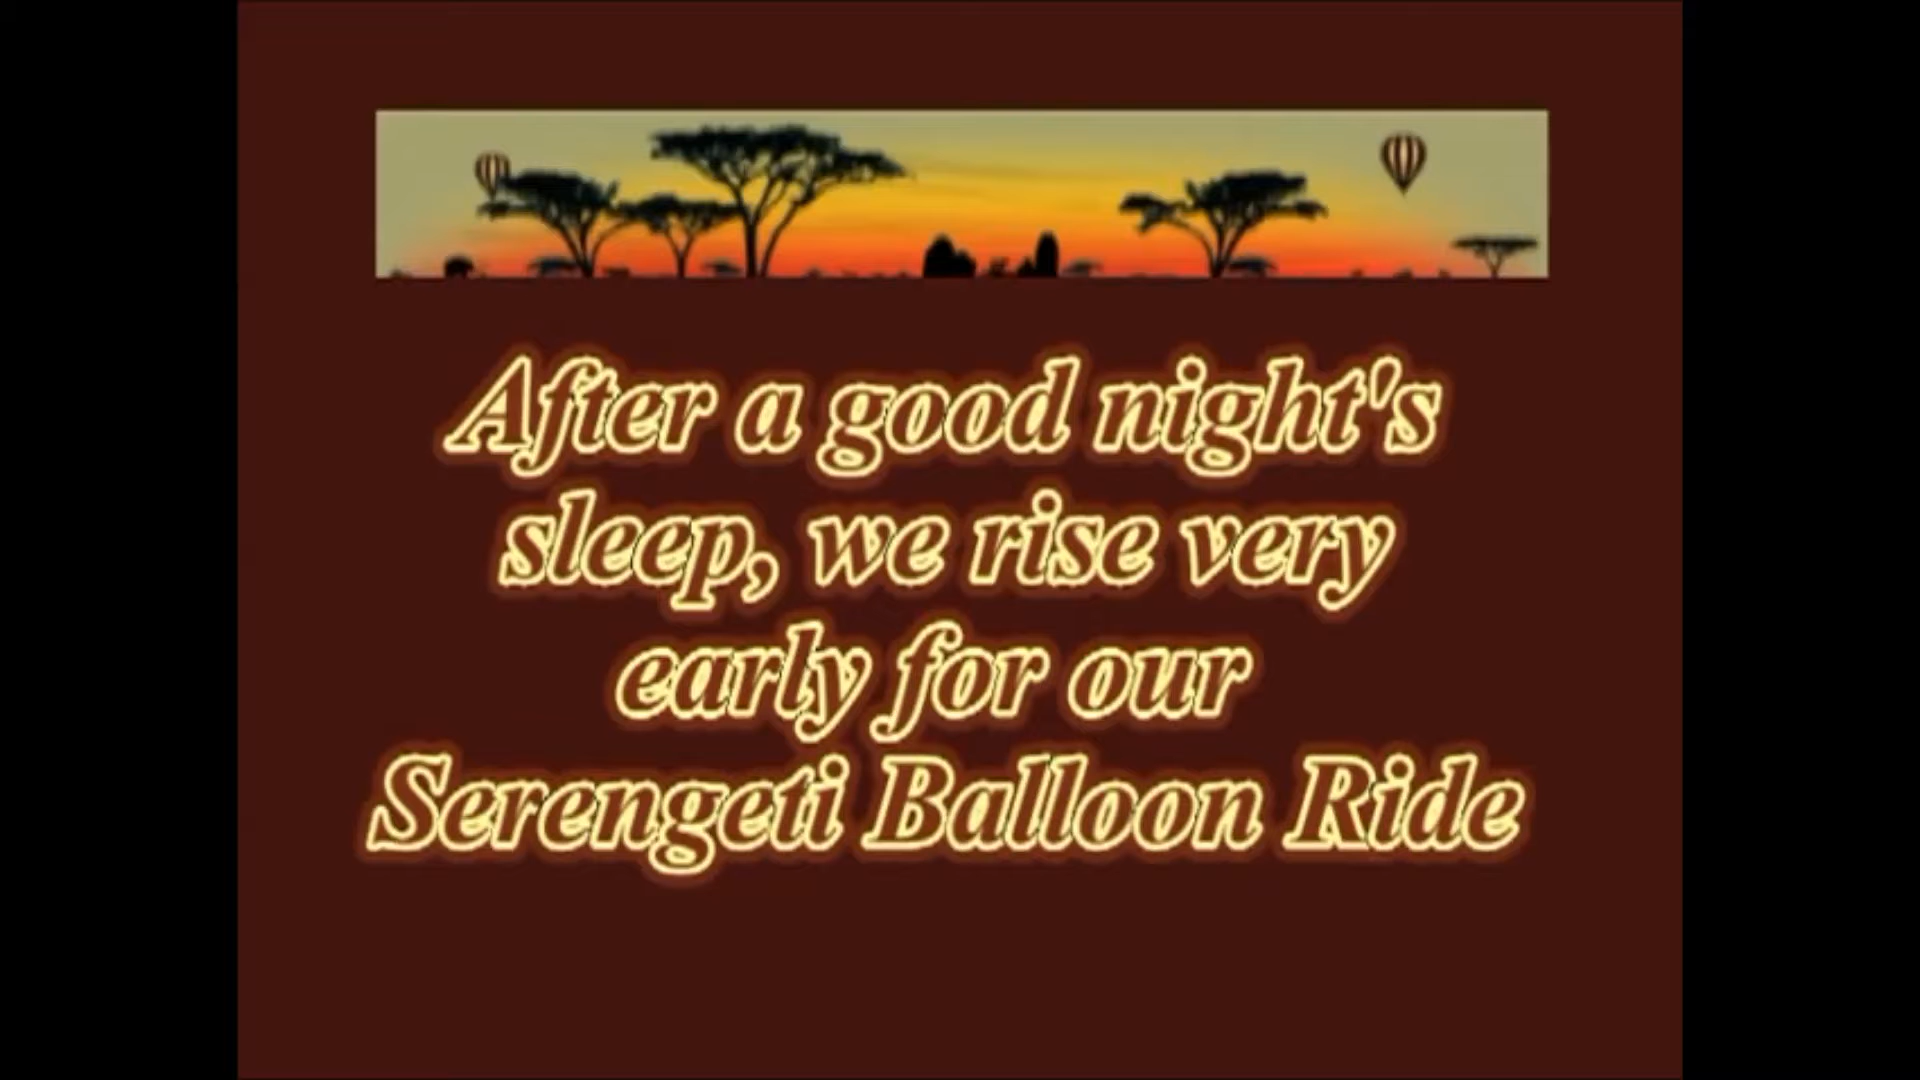 After a good night's
sleep, we rise very
early for our
Serengeti Balloon Ride